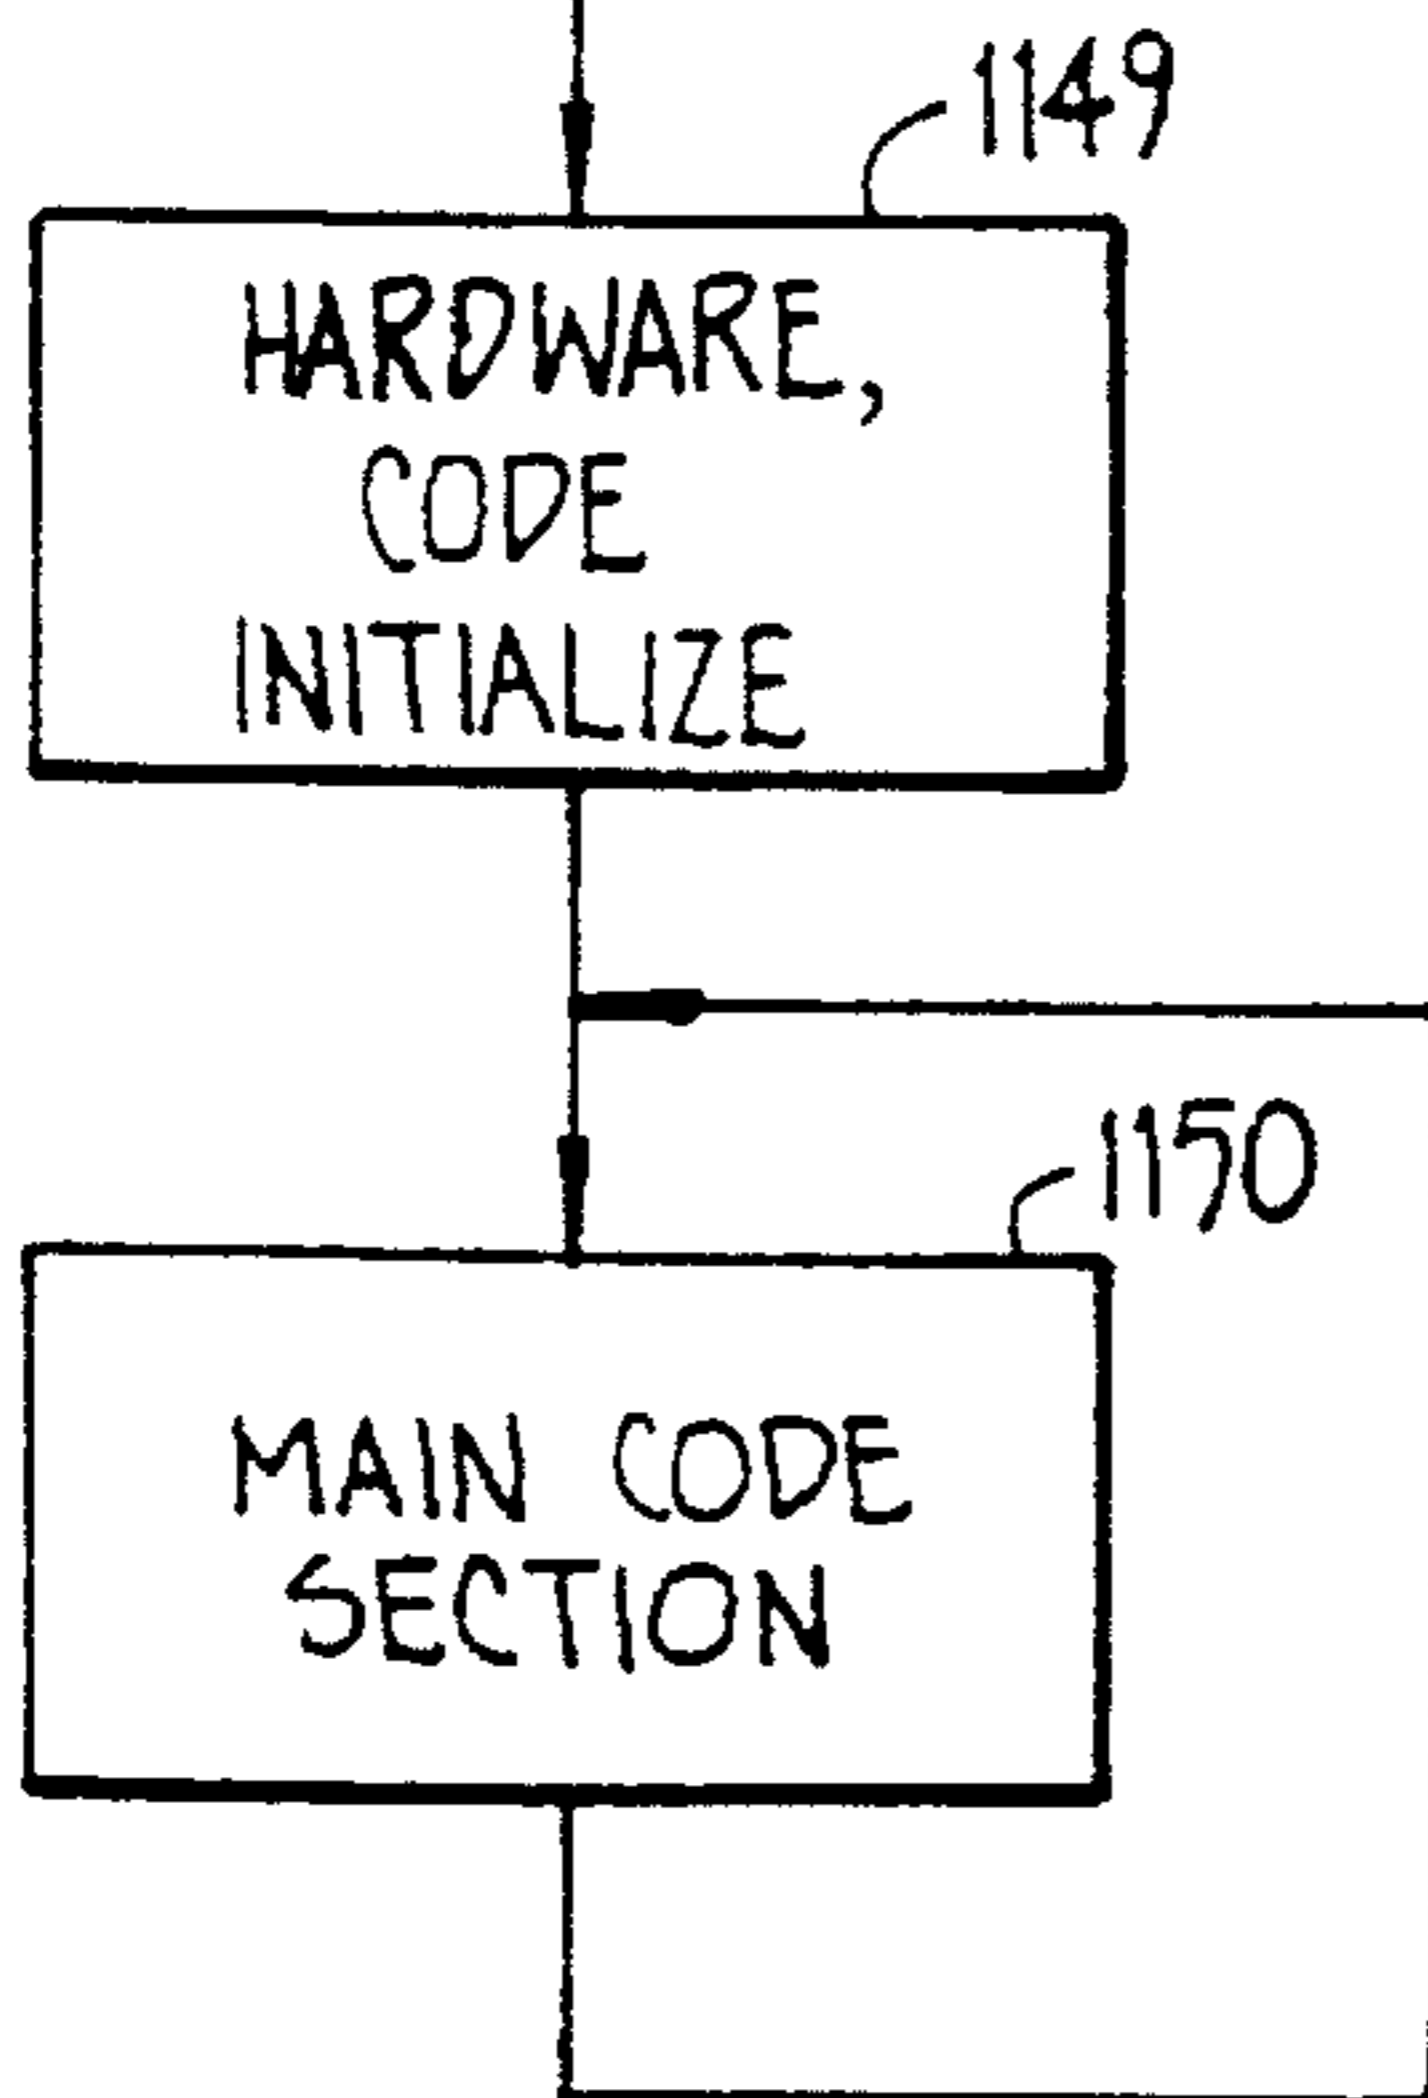 1149
HARDWARE,
CODE
INITIALIZE
1150
MAIN CODE
SECTION